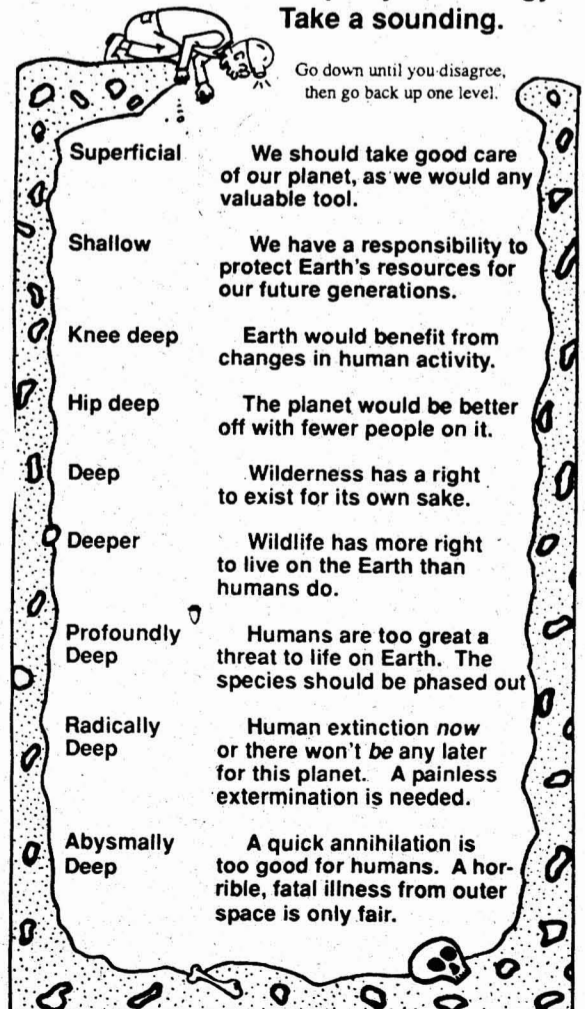 Take a sounding.
Go down until you disagree,
then go back up one level.
Superficial We should take good care
of our planet, as we would any
valuable tool.
Shallow We have a responsibility to
protect Earth's resources for
our future generations.
Knee deep Earth would benefit from
changes in human activity.
Hip deep The planet would be better
off with fewer people on it.
Deep Wilderness has a right
to exist for its own sake.
Deeper Wildlife has more right
to live on the Earth than
humans do.
Profoundly Humans are too great a
Deep threat to life on Earth. The
species should be phased out
Radically Human extinction now
Deep or there won't be any later
for this planet. A painless
extermination is needed.
Abysmally A quick annihilation is
Deep too good for humans. A hor-
rible, fatal illness from outer
space is only fair.